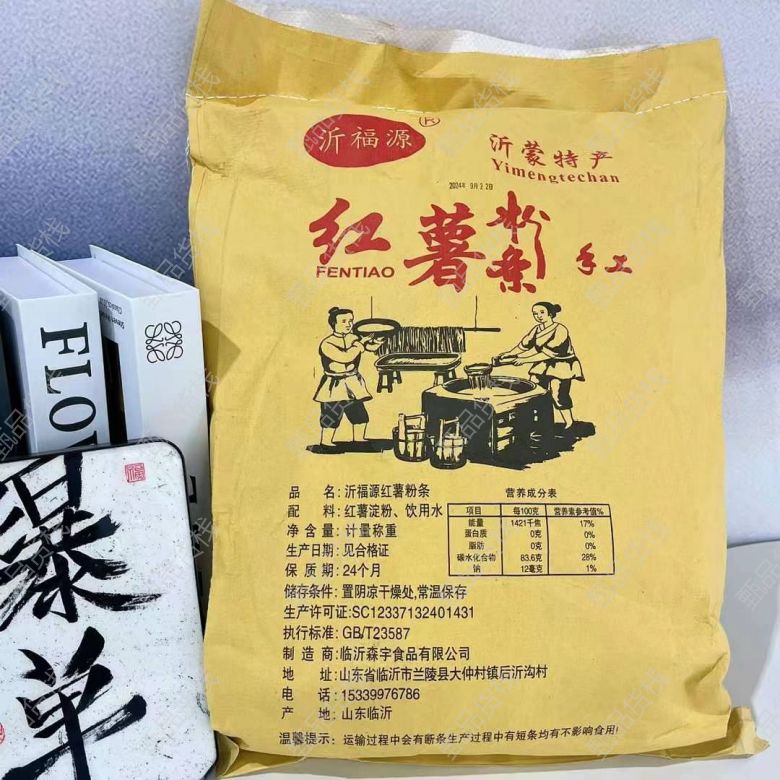 沂福源®
沂蒙特产
Yimengtechan
2024年 9月22日
红薯粉条 手工
FENTIAO
FLOW
爆单
品名:沂福源红薯粉条
配料:红薯淀粉、饮用水
净含量:计量称重
生产日期:见合格证
保质期:24个月
储存条件:置阴凉干燥处,常温保存
生产许可证:SC12337132401431
执行标准:GB/T23587
制造商:临沂森宇食品有限公司
地址:山东省临沂市兰陵县大仲村镇后沂沟村
电话:15339976786
产地:山东临沂
温馨提示:运输过程中会有断条生产过程中有短条均有不影响食用!
营养成分表
项目 每100克 营养素参考值%
能量 1421千焦 17%
蛋白质 0克 0%
脂肪 0克 0%
碳水化合物 83.6克 28%
钠 12毫克 1%
甄品货栈